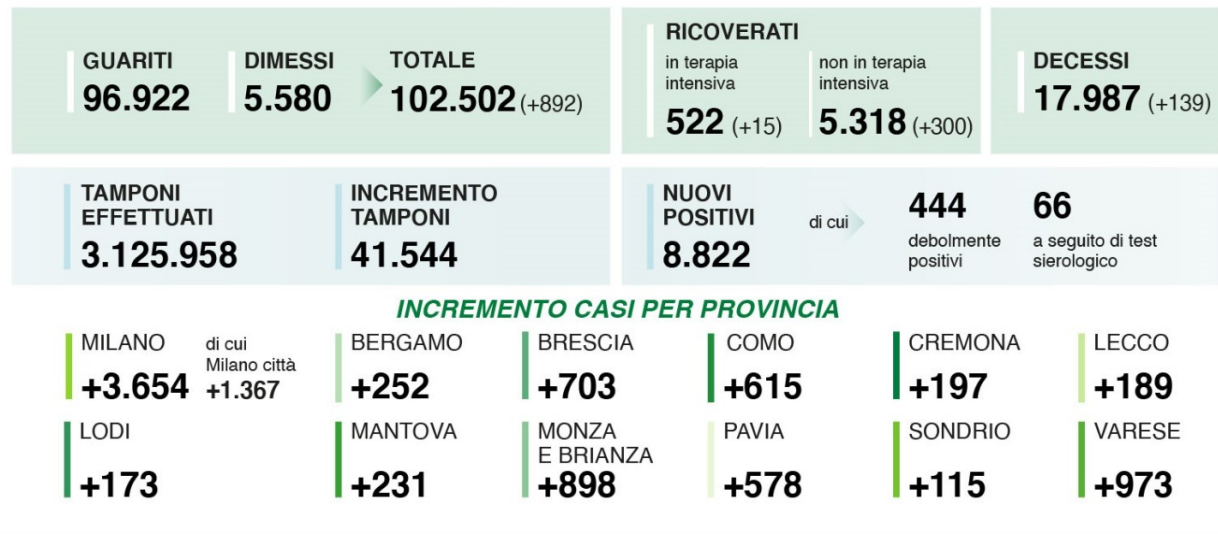 GUARITI
96.922
DIMESSI
5.580
TOTALE
102.502 (+892)
RICOVERATI
in terapia
intensiva
522 (+15)
non in terapia
intensiva
5.318 (+300)
DECESSI
17.987 (+139)
TAMPONI
EFFETTUATI
3.125.958
INCREMENTO
TAMPONI
41.544
NUOVI
POSITIVI
8.822
di cui
444
debolmente
positivi
66
a seguito di test
sierologico
INCREMENTO CASI PER PROVINCIA
MILANO
+3.654
di cui
Milano città
+1.367
BERGAMO
+252
BRESCIA
+703
COMO
+615
CREMONA
+197
LECCO
+189
LODI
+173
MANTOVA
+231
MONZA
E BRIANZA
+898
PAVIA
+578
SONDRIO
+115
VARESE
+973